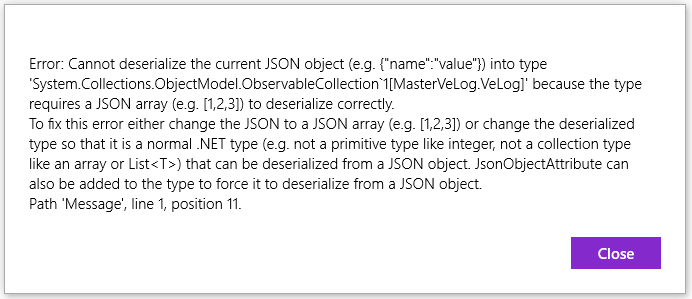 Error: Cannot deserialize the current JSON object (e.g. {"name":"value"}) into type
'System.Collections.ObjectModel.ObservableCollection`1[MasterVeLog.VeLog]' because the type
requires a JSON array (e.g. [1,2,3]) to deserialize correctly.
To fix this error either change the JSON to a JSON array (e.g. [1,2,3]) or change the deserialized
type so that it is a normal .NET type (e.g. not a primitive type like integer, not a collection type
like an array or List<T>) that can be deserialized from a JSON object. JsonObjectAttribute can
also be added to the type to force it to deserialize from a JSON object.
Path 'Message', line 1, position 11.
Close